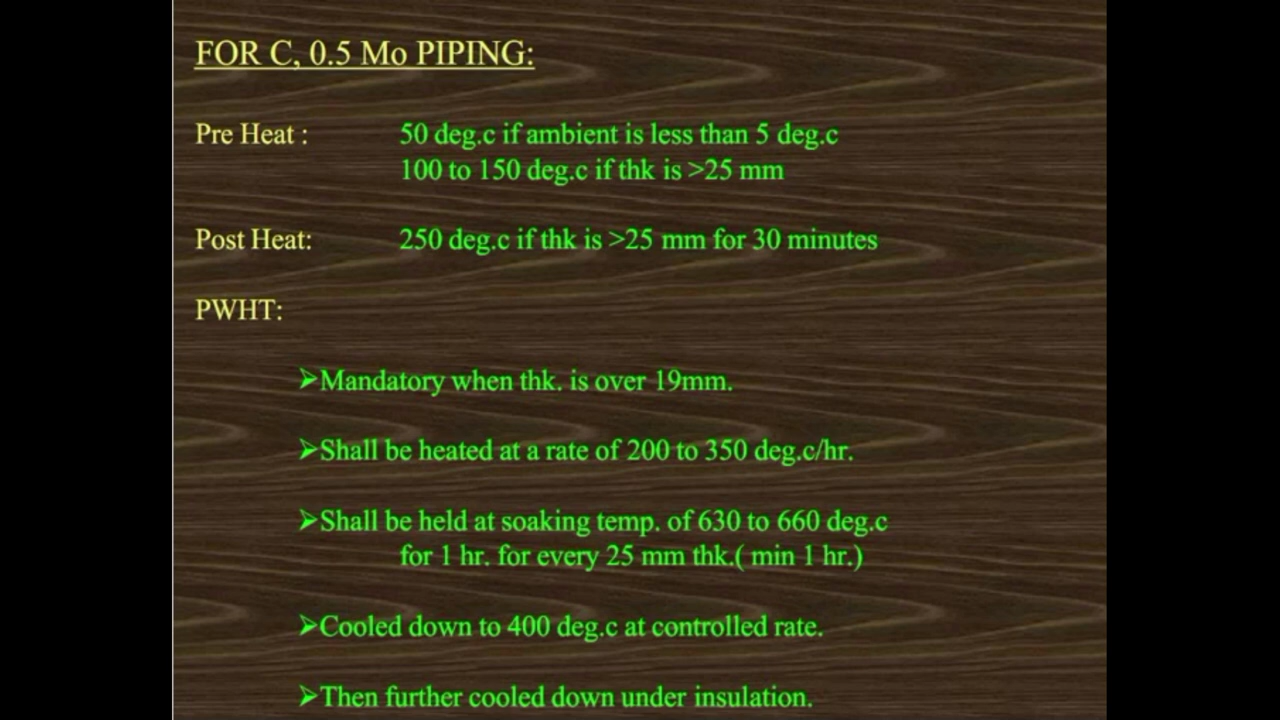 FOR C, 0.5 Mo PIPING:
Pre Heat : 50 deg.c if ambient is less than 5 deg.c
100 to 150 deg.c if thk is >25 mm
Post Heat: 250 deg.c if thk is >25 mm for 30 minutes
PWHT:
➢Mandatory when thk. is over 19mm.
➢Shall be heated at a rate of 200 to 350 deg.c/hr.
➢Shall be held at soaking temp. of 630 to 660 deg.c
for 1 hr. for every 25 mm thk.( min 1 hr.)
➢Cooled down to 400 deg.c at controlled rate.
➢Then further cooled down under insulation.